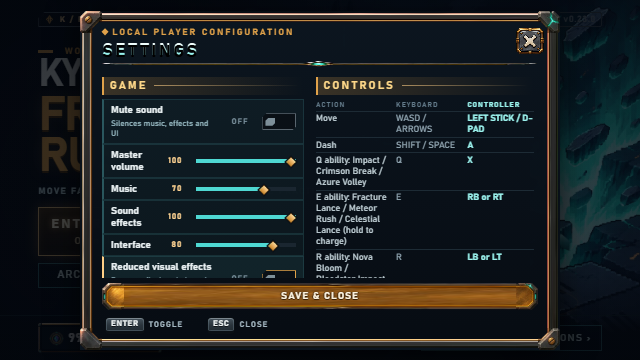 LOCAL PLAYER CONFIGURATION
SETTINGS
GAME
Mute sound
Silences music, effects and
UI
OFF
Master
volume
100
Music
70
Sound
effects
100
Interface
80
Reduced visual effects
OFF
CONTROLS
ACTION KEYBOARD CONTROLLER
Move
WASD /
ARROWS
LEFT STICK / D-
PAD
Dash
SHIFT / SPACE
A
Q ability: Impact /
Crimson Break /
Azure Volley
Q
X
E ability: Fracture
Lance / Meteor
Rush / Celestial
Lance (hold to
charge)
E
RB or RT
R ability: Nova
Bloom /
R
LB or LT
SAVE & CLOSE
ENTER TOGGLE
ESC CLOSE